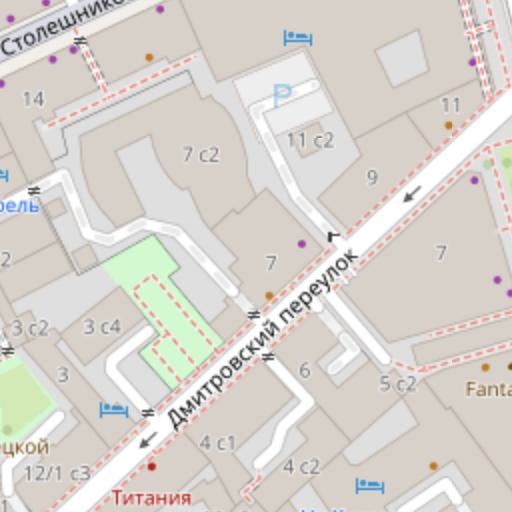 Столешнико
14
P
11
11 с2
7 с2
9
рель
7
7
2
3 с2
3 с4
Дмитровский переулок
3
6
5 с2
Fanta
цкой
4 с1
12/1 с3
4 с2
Титания